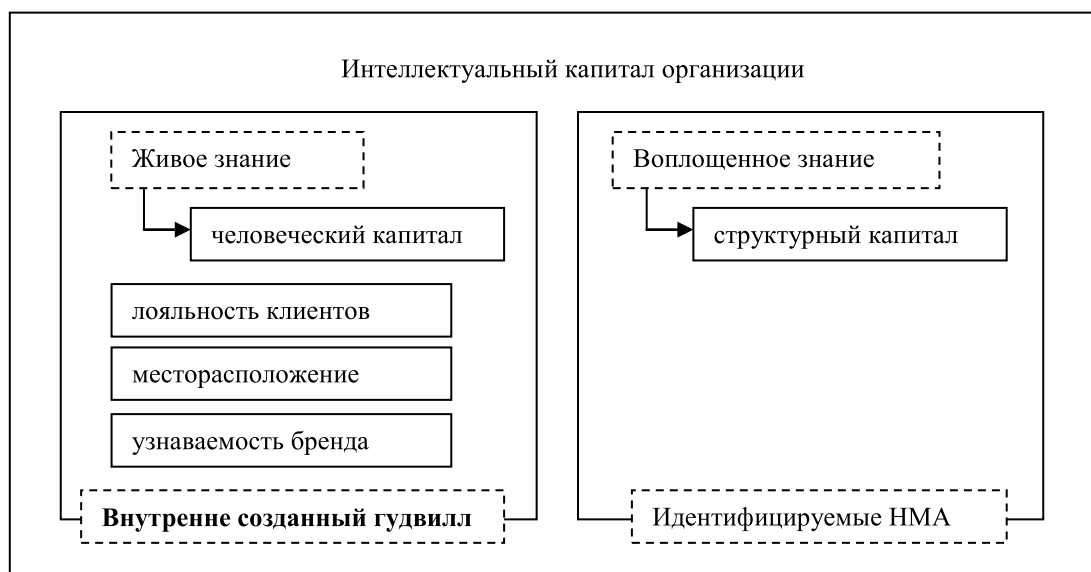 Интеллектуальный капитал организации
Живое знание
человеческий капитал
лояльность клиентов
месторасположение
узнаваемость бренда
Внутренне созданный гудвилл
Воплощенное знание
структурный капитал
Идентифицируемые НМА